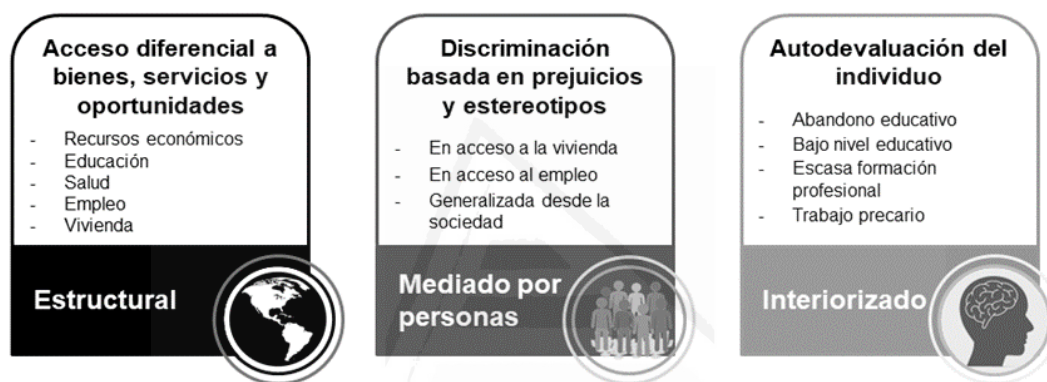 Acceso diferencial a
bienes, servicios y
oportunidades
- Recursos económicos
- Educación
- Salud
- Empleo
- Vivienda
Estructural
Discriminación
basada en prejuicios
y estereotipos
- En acceso a la vivienda
- En acceso al empleo
- Generalizada desde la
sociedad
Mediado por
personas
Autodevaluación del
individuo
- Abandono educativo
- Bajo nivel educativo
- Escasa formación
profesional
- Trabajo precario
Interiorizado